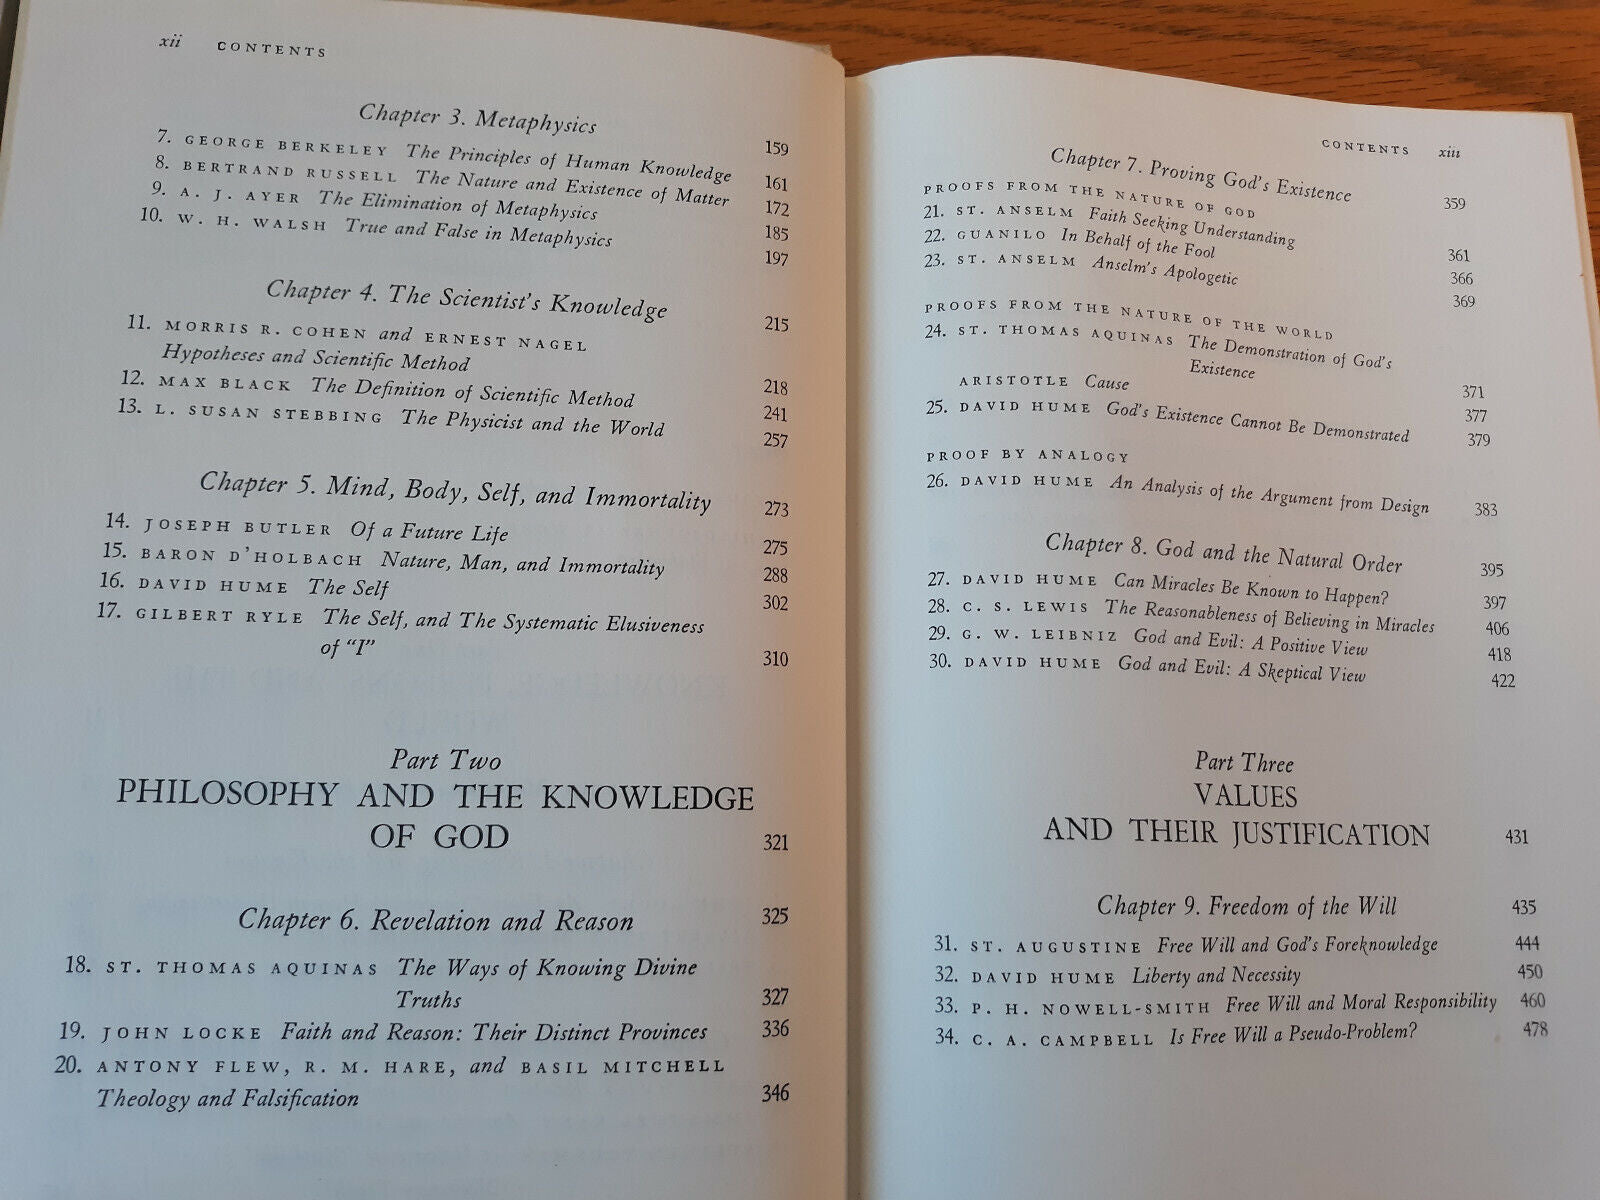 xii CONTENTS
Chapter 3. Metaphysics 159
7. GEORGE BERKELEY The Principles of Human Knowledge 161
8. BERTRAND RUSSELL The Nature and Existence of Matter 172
9. A. J. AYER The Elimination of Metaphysics 185
10. W. H. WALSH True and False in Metaphysics 197
Chapter 4. The Scientist's Knowledge 215
11. MORRIS R. COHEN and ERNEST NAGEL
Hypotheses and Scientific Method 218
12. MAX BLACK The Definition of Scientific Method 241
13. L. SUSAN STEBBING The Physicist and the World 257
Chapter 5. Mind, Body, Self, and Immortality 273
14. JOSEPH BUTLER Of a Future Life 275
15. BARON D'HOLBACH Nature, Man, and Immortality 288
16. DAVID HUME The Self 302
17. GILBERT RYLE The Self, and The Systematic Elusiveness
of "I" 310
Part Two
PHILOSOPHY AND THE KNOWLEDGE
OF GOD 321
Chapter 6. Revelation and Reason 325
18. ST. THOMAS AQUINAS The Ways of Knowing Divine
Truths 327
19. JOHN LOCKE Faith and Reason: Their Distinct Provinces 336
20. ANTONY FLEW, R. M. HARE, and BASIL MITCHELL
Theology and Falsification 346
CONTENTS xiii
Chapter 7. Proving God's Existence 359
PROOFS FROM THE NATURE OF GOD
21. ST. ANSELM Faith Seeking Understanding 361
22. GUANILO In Behalf of the Fool 366
23. ST. ANSELM Anselm's Apologetic 369
PROOFS FROM THE NATURE OF THE WORLD
24. ST. THOMAS AQUINAS The Demonstration of God's
Existence 371
ARISTOTLE Cause 377
25. DAVID HUME God's Existence Cannot Be Demonstrated 379
PROOF BY ANALOGY
26. DAVID HUME An Analysis of the Argument from Design 383
Chapter 8. God and the Natural Order 395
27. DAVID HUME Can Miracles Be Known to Happen? 397
28. C. S. LEWIS The Reasonableness of Believing in Miracles 406
29. G. W. LEIBNIZ God and Evil: A Positive View 418
30. DAVID HUME God and Evil: A Skeptical View 422
Part Three
VALUES
AND THEIR JUSTIFICATION 431
Chapter 9. Freedom of the Will 435
31. ST. AUGUSTINE Free Will and God's Foreknowledge 444
32. DAVID HUME Liberty and Necessity 450
33. P. H. NOWELL-SMITH Free Will and Moral Responsibility 460
34. C. A. CAMPBELL Is Free Will a Pseudo-Problem? 478